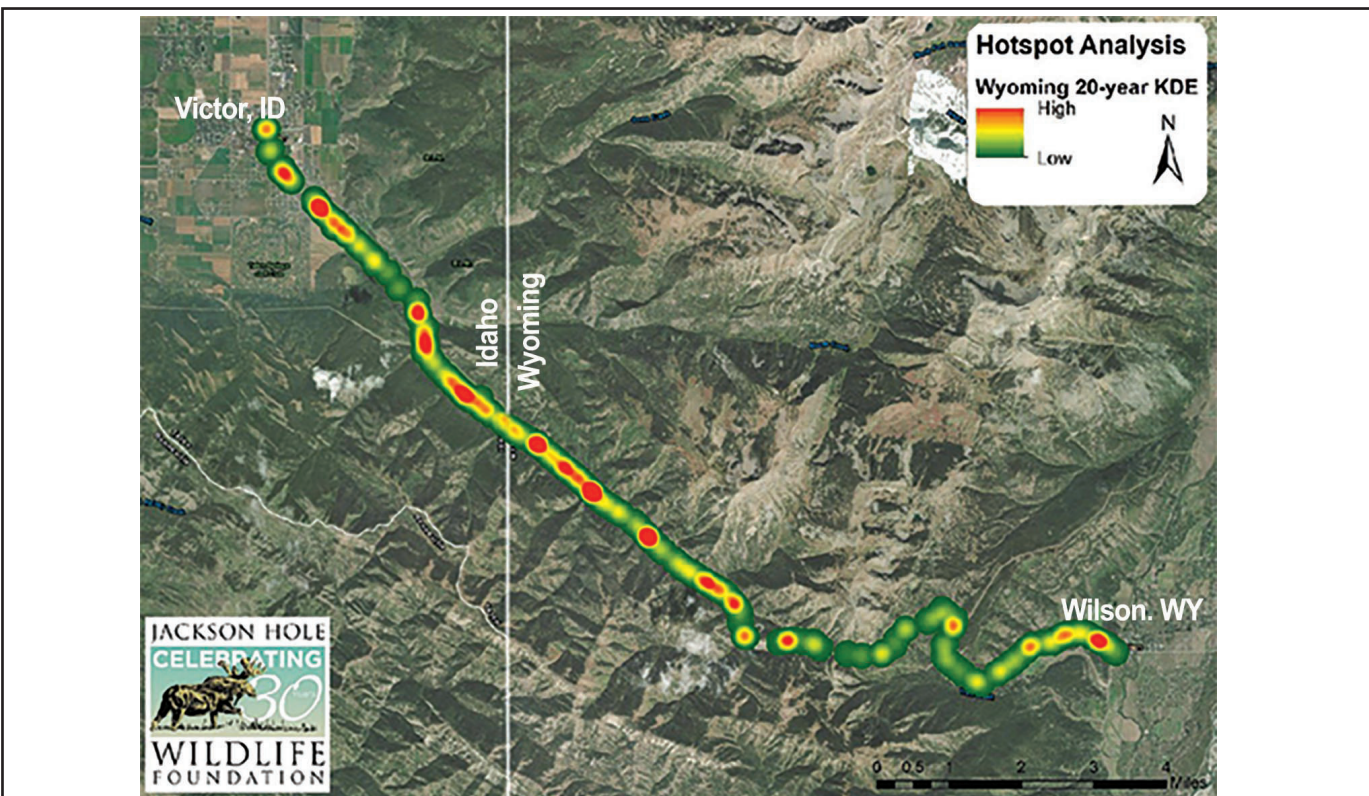 Hotspot Analysis
Wyoming 20-year KDE
High
Low
N
Victor, ID
Idaho
Wyoming
Wilson. WY
JACKSON HOLE
CELEBRATING
30
WILDLIFE
FOUNDATION
0 0.5 1 2 3 4
Miles